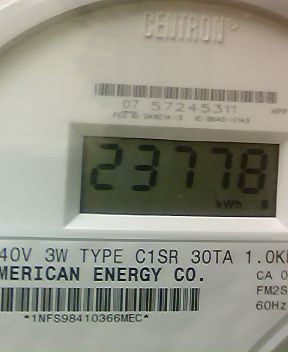 CENTRON®
07 57245311
23778
kWh
40V 3W TYPE C1SR 30TA 1.0K
MERICAN ENERGY CO.
CA 0
FM2S
60Hz
*1NFS98410366MEC*